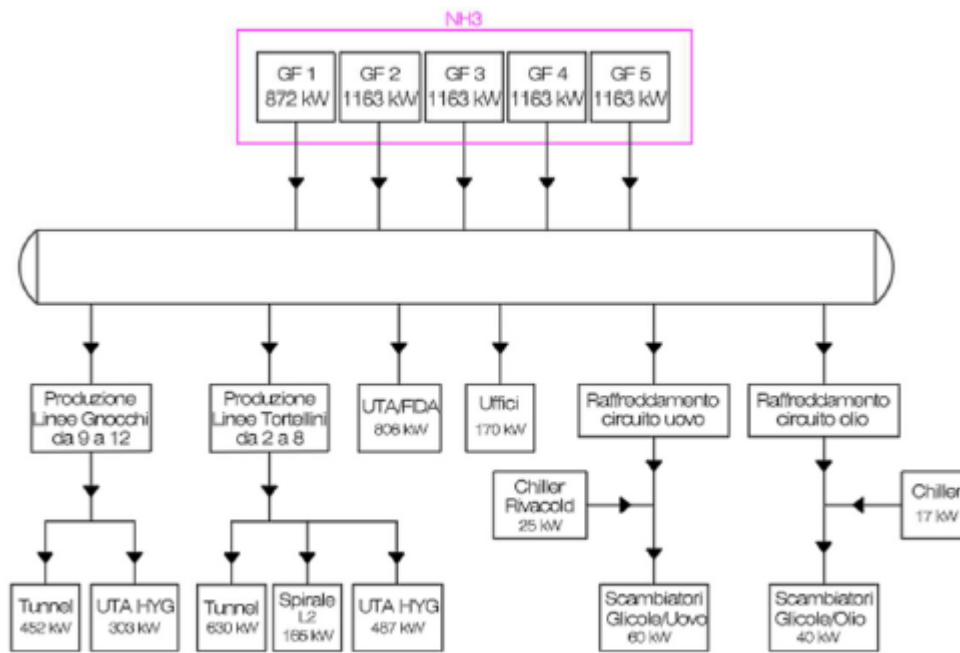 NH3
GF 1
872 kW
GF 2
1163 kW
GF 3
1163 kW
GF 4
1163 kW
GF 5
1163 kW
Produzione
Linee Gnocchi
da 9 a 12
Produzione
Linee Tortellini
da 2 a 8
UTA/FIDA
806 kW
Uffici
170 kW
Raffreddamento
circuito uovo
Raffreddamento
circuito olio
Chiller
Rivacold
25 kW
Chiller
17 kW
Tunnel
452 kW
UTA HYG
303 kW
Tunnel
630 kW
Spirale
L2
166 kW
UTA HYG
487 kW
Scambiatori
Glicole/Uovo
60 kW
Scambiatori
Glicole/Olio
40 kW